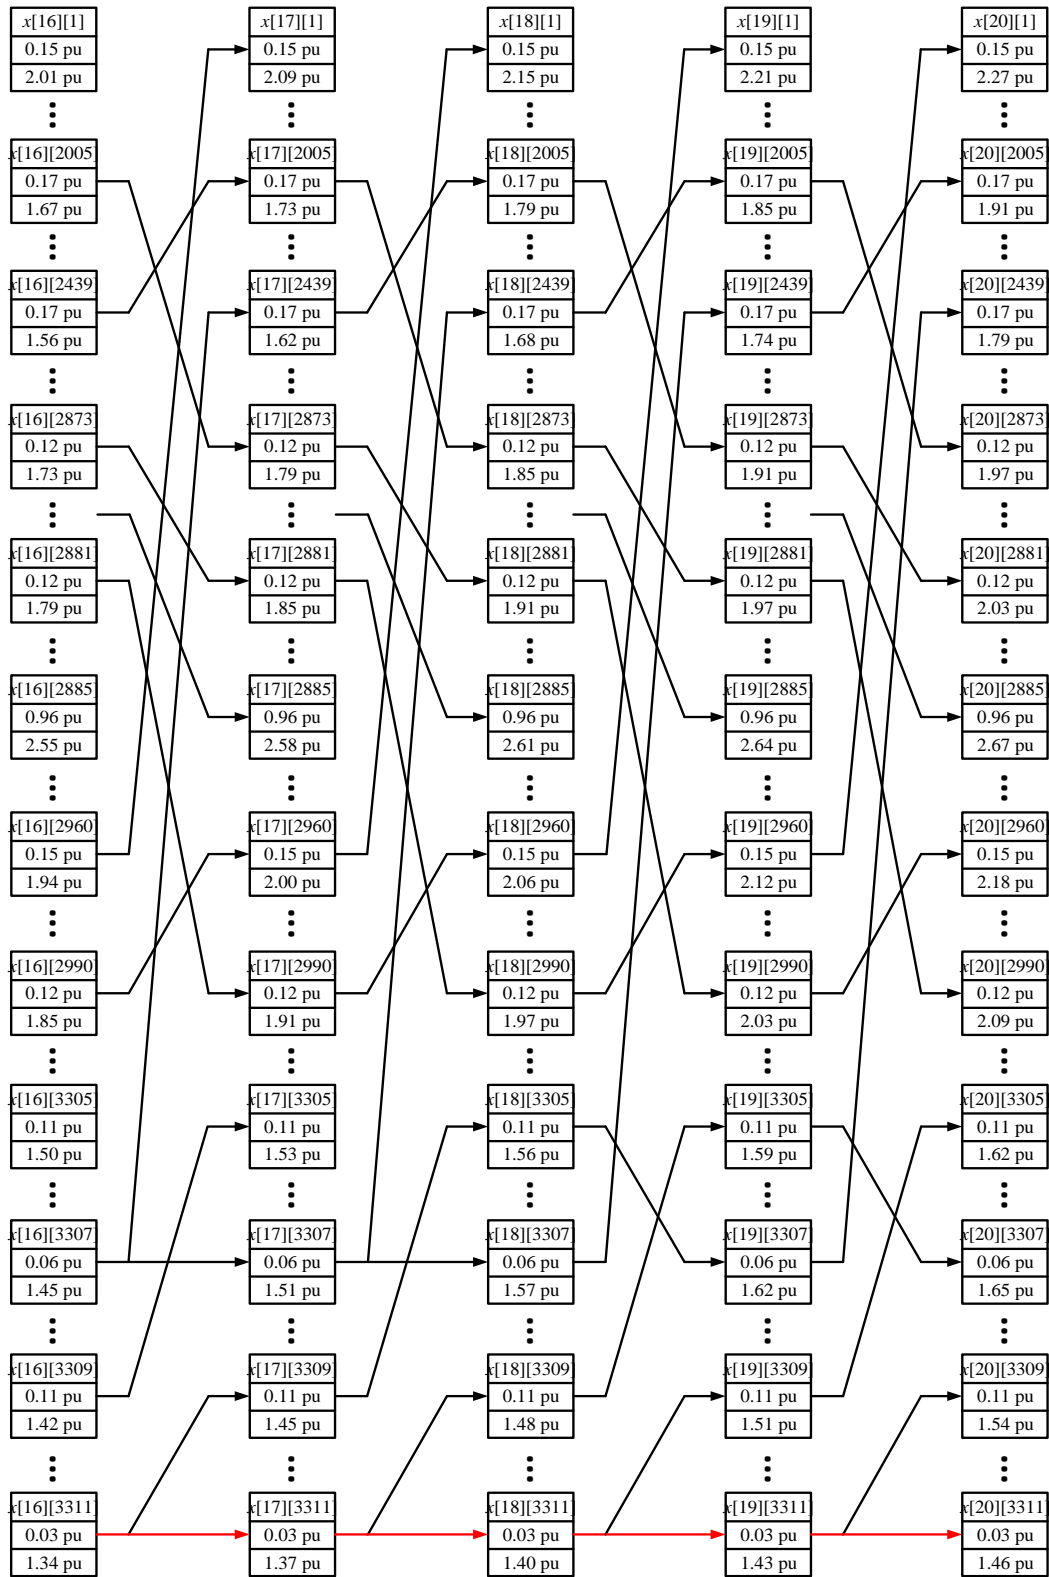 x[16][1] x[17][1] x[18][1] x[19][1] x[20][1]
0.15 pu 0.15 pu 0.15 pu 0.15 pu 0.15 pu
2.01 pu 2.09 pu 2.15 pu 2.21 pu 2.27 pu
x[16][2005] x[17][2005] x[18][2005] x[19][2005] x[20][2005]
0.17 pu 0.17 pu 0.17 pu 0.17 pu 0.17 pu
1.67 pu 1.73 pu 1.79 pu 1.85 pu 1.91 pu
x[16][2439] x[17][2439] x[18][2439] x[19][2439] x[20][2439]
0.17 pu 0.17 pu 0.17 pu 0.17 pu 0.17 pu
1.56 pu 1.62 pu 1.68 pu 1.74 pu 1.79 pu
x[16][2873] x[17][2873] x[18][2873] x[19][2873] x[20][2873]
0.12 pu 0.12 pu 0.12 pu 0.12 pu 0.12 pu
1.73 pu 1.79 pu 1.85 pu 1.91 pu 1.97 pu
x[16][2881] x[17][2881] x[18][2881] x[19][2881] x[20][2881]
0.12 pu 0.12 pu 0.12 pu 0.12 pu 0.12 pu
1.79 pu 1.85 pu 1.91 pu 1.97 pu 2.03 pu
x[16][2885] x[17][2885] x[18][2885] x[19][2885] x[20][2885]
0.96 pu 0.96 pu 0.96 pu 0.96 pu 0.96 pu
2.55 pu 2.58 pu 2.61 pu 2.64 pu 2.67 pu
x[16][2960] x[17][2960] x[18][2960] x[19][2960] x[20][2960]
0.15 pu 0.15 pu 0.15 pu 0.15 pu 0.15 pu
1.94 pu 2.00 pu 2.06 pu 2.12 pu 2.18 pu
x[16][2990] x[17][2990] x[18][2990] x[19][2990] x[20][2990]
0.12 pu 0.12 pu 0.12 pu 0.12 pu 0.12 pu
1.85 pu 1.91 pu 1.97 pu 2.03 pu 2.09 pu
x[16][3305] x[17][3305] x[18][3305] x[19][3305] x[20][3305]
0.11 pu 0.11 pu 0.11 pu 0.11 pu 0.11 pu
1.50 pu 1.53 pu 1.56 pu 1.59 pu 1.62 pu
x[16][3307] x[17][3307] x[18][3307] x[19][3307] x[20][3307]
0.06 pu 0.06 pu 0.06 pu 0.06 pu 0.06 pu
1.45 pu 1.51 pu 1.57 pu 1.62 pu 1.65 pu
x[16][3309] x[17][3309] x[18][3309] x[19][3309] x[20][3309]
0.11 pu 0.11 pu 0.11 pu 0.11 pu 0.11 pu
1.42 pu 1.45 pu 1.48 pu 1.51 pu 1.54 pu
x[16][3311] x[17][3311] x[18][3311] x[19][3311] x[20][3311]
0.03 pu 0.03 pu 0.03 pu 0.03 pu 0.03 pu
1.34 pu 1.37 pu 1.40 pu 1.43 pu 1.46 pu